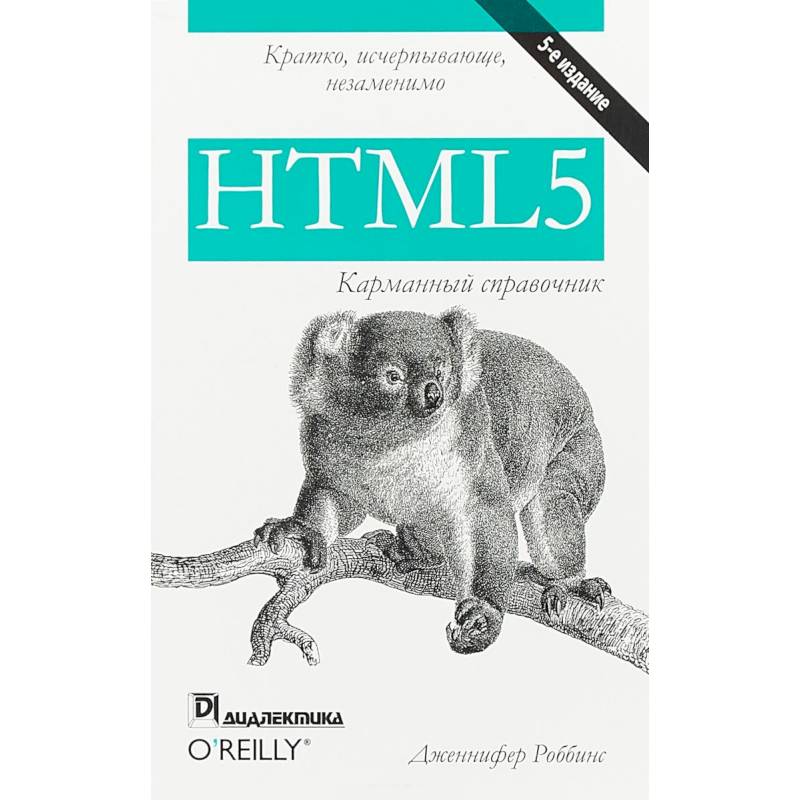 Кратко, исчерпывающе,
незаменимо
5-е издание
HTML5
Карманный справочник
D
ДИАЛЕКТИКА
O'REILLY®
Дженнифер Роббинс